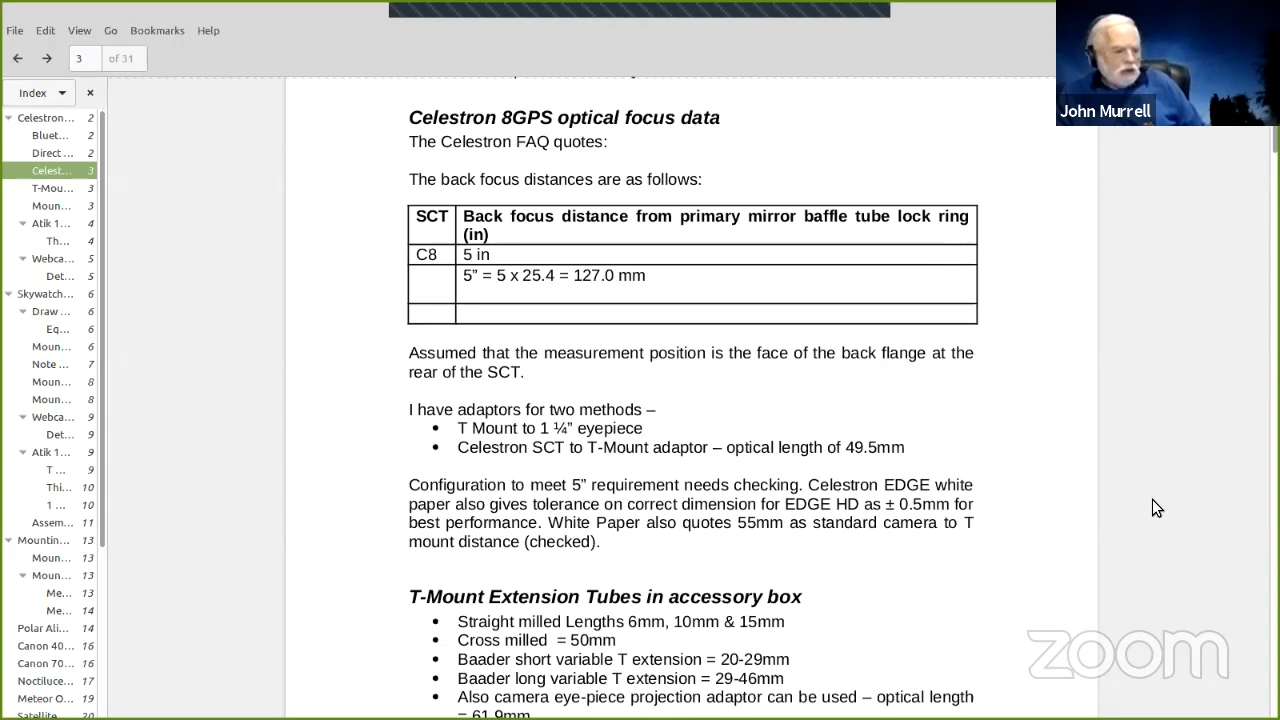 File Edit View Go Bookmarks Help
3 of 31
Index
Celestron... 2
Bluet... 2
Direct ... 2
Celest... 3
T-Mou... 3
Moun... 3
Atik 1... 4
Th... 4
Webca... 5
Det... 5
Skywatch... 6
Draw ... 6
Eq... 6
Moun... 6
Note ... 7
Moun... 8
Moun... 8
Webca... 9
Det... 9
Atik 1... 9
T ... 9
Thi... 10
1 ... 10
Assem... 11
Mounting... 13
Moun... 13
Moun... 13
Me... 13
Me... 14
Polar Ali... 14
Canon 40... 16
Canon 70... 16
Noctiluce... 17
Meteor O... 19
Satellite... 20
Celestron 8GPS optical focus data
The Celestron FAQ quotes:
The back focus distances are as follows:
SCT Back focus distance from primary mirror baffle tube lock ring
(in)
C8 5 in
5” = 5 x 25.4 = 127.0 mm
Assumed that the measurement position is the face of the back flange at the
rear of the SCT.
I have adaptors for two methods –
• T Mount to 1 ¼” eyepiece
• Celestron SCT to T-Mount adaptor – optical length of 49.5mm
Configuration to meet 5” requirement needs checking. Celestron EDGE white
paper also gives tolerance on correct dimension for EDGE HD as ± 0.5mm for
best performance. White Paper also quotes 55mm as standard camera to T
mount distance (checked).
T-Mount Extension Tubes in accessory box
• Straight milled Lengths 6mm, 10mm & 15mm
• Cross milled = 50mm
• Baader short variable T extension = 20-29mm
• Baader long variable T extension = 29-46mm
• Also camera eye-piece projection adaptor can be used – optical length
= 61.9mm
John Murrell
zoom